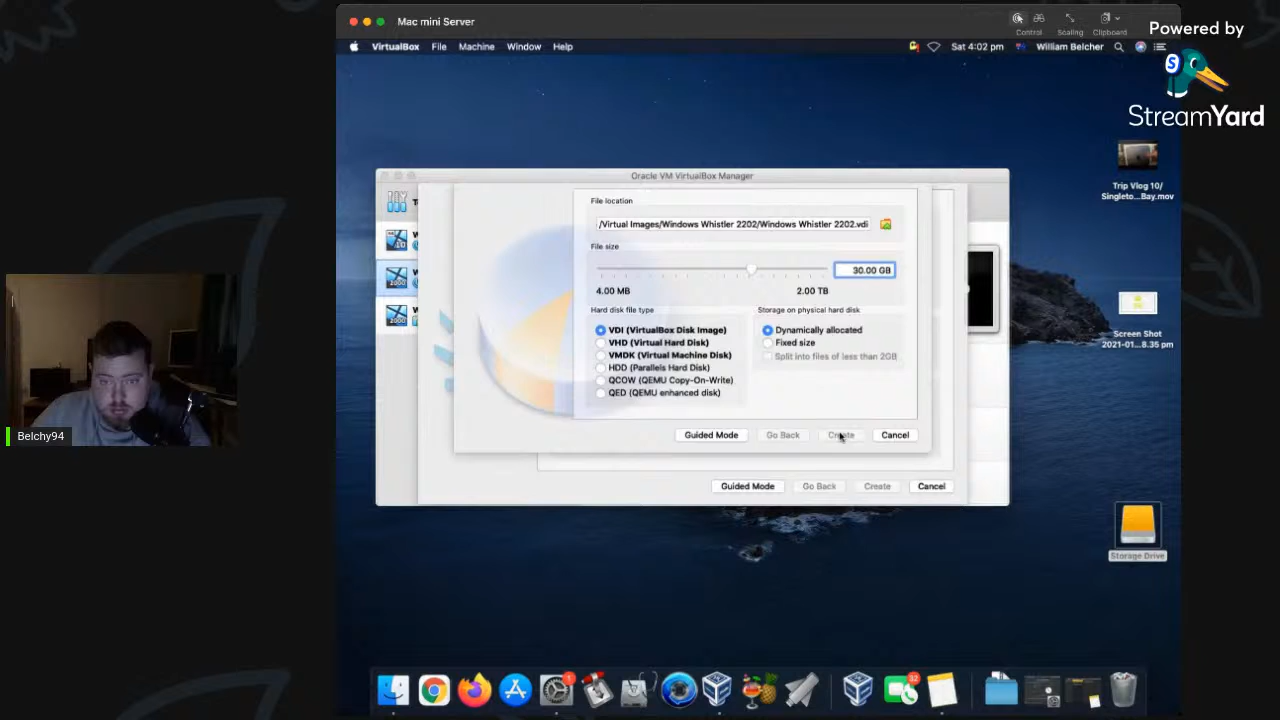 Mac mini Server
Control
Scaling
Clipboard
Powered by
StreamYard
VirtualBox File Machine Window Help
Sat 4:02 pm William Belcher
Trip Vlog 10/
Singleto...Bay.mov
Oracle VM VirtualBox Manager
File location
/Virtual Images/Windows Whistler 2202/Windows Whistler 2202.vdi
File size
30.00 GB
4.00 MB 2.00 TB
Hard disk file type
Storage on physical hard disk
VDI (VirtualBox Disk Image)
Dynamically allocated
VHD (Virtual Hard Disk)
Fixed size
VMDK (Virtual Machine Disk)
Split into files of less than 2GB
HDD (Parallels Hard Disk)
QCOW (QEMU Copy-On-Write)
QED (QEMU enhanced disk)
Guided Mode Go Back Create Cancel
Guided Mode Go Back Create Cancel
Screen Shot
2021-01...8.35 pm
Storage Drive
Belchy94
1
32